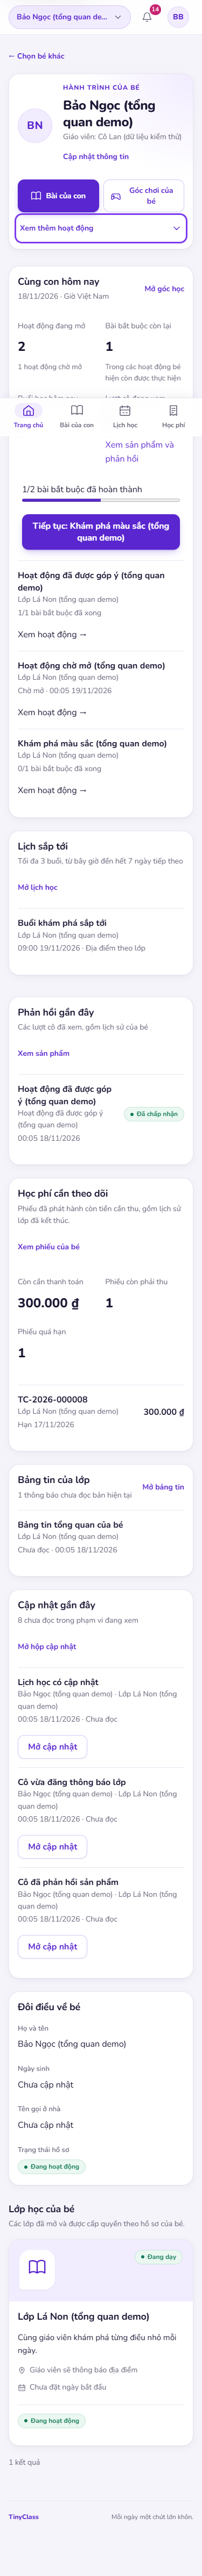 Bảo Ngọc (tổng quan de...
14
BB
← Chọn bé khác
BN
HÀNH TRÌNH CỦA BÉ
Bảo Ngọc (tổng
quan demo)
Giáo viên: Cô Lan (dữ liệu kiểm thử)
Cập nhật thông tin
Bài của con
Góc chơi của
bé
Xem thêm hoạt động
Cùng con hôm nay
18/11/2026 · Giờ Việt Nam
Mở góc học
Hoạt động đang mở
2
1 hoạt động chờ mở
Bài bắt buộc còn lại
1
Trong các hoạt động bé
hiện còn được thực hiện
Trang chủ
Bài của con
Lịch học
Học phí
Xem sản phẩm và
phản hồi
1/2 bài bắt buộc đã hoàn thành
Tiếp tục: Khám phá màu sắc (tổng
quan demo)
Hoạt động đã được góp ý (tổng quan
demo)
Lớp Lá Non (tổng quan demo)
1/1 bài bắt buộc đã xong
Xem hoạt động →
Hoạt động chờ mở (tổng quan demo)
Lớp Lá Non (tổng quan demo)
Chờ mở · 00:05 19/11/2026
Xem hoạt động →
Khám phá màu sắc (tổng quan demo)
Lớp Lá Non (tổng quan demo)
0/1 bài bắt buộc đã xong
Xem hoạt động →
Lịch sắp tới
Tối đa 3 buổi, từ bây giờ đến hết 7 ngày tiếp theo
Mở lịch học
Buổi khám phá sắp tới
Lớp Lá Non (tổng quan demo)
09:00 19/11/2026 · Địa điểm theo lớp
Phản hồi gần đây
Các lượt cô đã xem, gồm lịch sử của bé
Xem sản phẩm
Hoạt động đã được góp
ý (tổng quan demo)
Hoạt động đã được góp ý
(tổng quan demo)
00:05 18/11/2026
Đã chấp nhận
Học phí cần theo dõi
Phiếu đã phát hành còn tiền cần thu, gồm lịch sử
lớp đã kết thúc.
Xem phiếu của bé
Còn cần thanh toán
300.000 ₫
Phiếu còn phải thu
1
Phiếu quá hạn
1
TC-2026-000008
Lớp Lá Non (tổng quan demo)
Hạn 17/11/2026
300.000 ₫
Bảng tin của lớp
1 thông báo chưa đọc bản hiện tại
Mở bảng tin
Bảng tin tổng quan của bé
Lớp Lá Non (tổng quan demo)
Chưa đọc · 00:05 18/11/2026
Cập nhật gần đây
8 chưa đọc trong phạm vi đang xem
Mở hộp cập nhật
Lịch học có cập nhật
Bảo Ngọc (tổng quan demo) · Lớp Lá Non (tổng
quan demo)
00:05 18/11/2026 · Chưa đọc
Mở cập nhật
Cô vừa đăng thông báo lớp
Bảo Ngọc (tổng quan demo) · Lớp Lá Non (tổng
quan demo)
00:05 18/11/2026 · Chưa đọc
Mở cập nhật
Cô đã phản hồi sản phẩm
Bảo Ngọc (tổng quan demo) · Lớp Lá Non (tổng
quan demo)
00:05 18/11/2026 · Chưa đọc
Mở cập nhật
Đôi điều về bé
Họ và tên
Bảo Ngọc (tổng quan demo)
Ngày sinh
Chưa cập nhật
Tên gọi ở nhà
Chưa cập nhật
Trạng thái hồ sơ
Đang hoạt động
Lớp học của bé
Các lớp đã mở và được cấp quyền theo hồ sơ của bé.
Đang dạy
Lớp Lá Non (tổng quan demo)
Cùng giáo viên khám phá từng điều nhỏ mỗi
ngày.
Giáo viên sẽ thông báo địa điểm
Chưa đặt ngày bắt đầu
Đang hoạt động
1 kết quả
TinyClass
Mỗi ngày một chút lớn khôn.